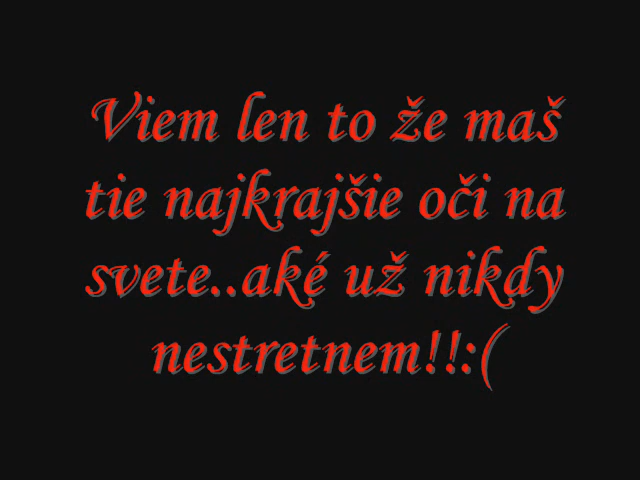 Viem len to že maš
tie najkrajšie oči na
svete..aké už nikdy
nestretnem!!:(